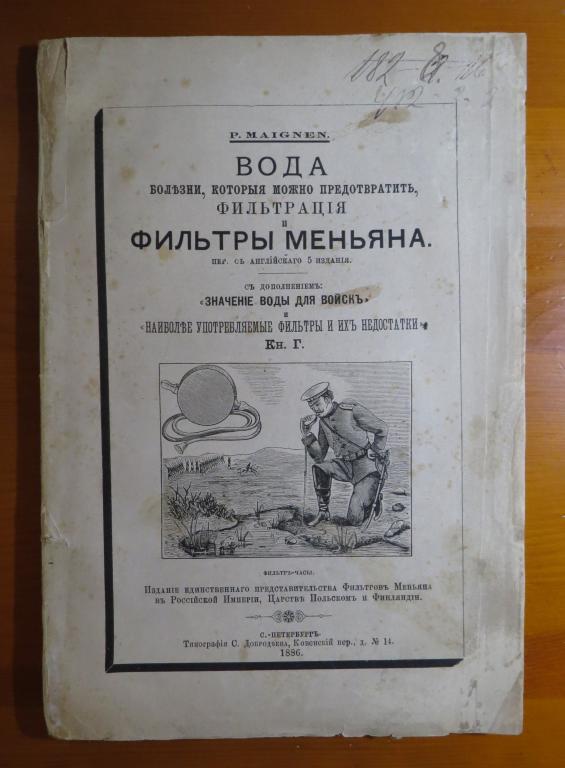 P. MAIGNEN.
ВОДА
БОЛѢЗНИ, КОТОРЫЯ МОЖНО ПРЕДОТВРАТИТЬ,
ФИЛЬТРАЦІЯ
И
ФИЛЬТРЫ МЕНЬЯНА.
ПЕР. СЪ АНГЛІЙСКАГО 5 ИЗДАНІЯ.
СЪ ДОПОЛНЕНІЕМЪ:
«ЗНАЧЕНІЕ ВОДЫ ДЛЯ ВОЙСКЪ»
И
«НАИБОЛѢЕ УПОТРЕБЛЯЕМЫЕ ФИЛЬТРЫ И ИХЪ НЕДОСТАТКИ»
Кн. Г.
ФИЛЬТРЪ-ЧАСЫ.
Изданіе единственнаго представительства Фильтровъ Меньяна
въ Россійской Имперіи, Царствѣ Польскомъ и Финляндіи.
С.-ПЕТЕРБУРГЪ
Типографія С. Добродѣева, Ковенскій пер., д. № 14.
1886.